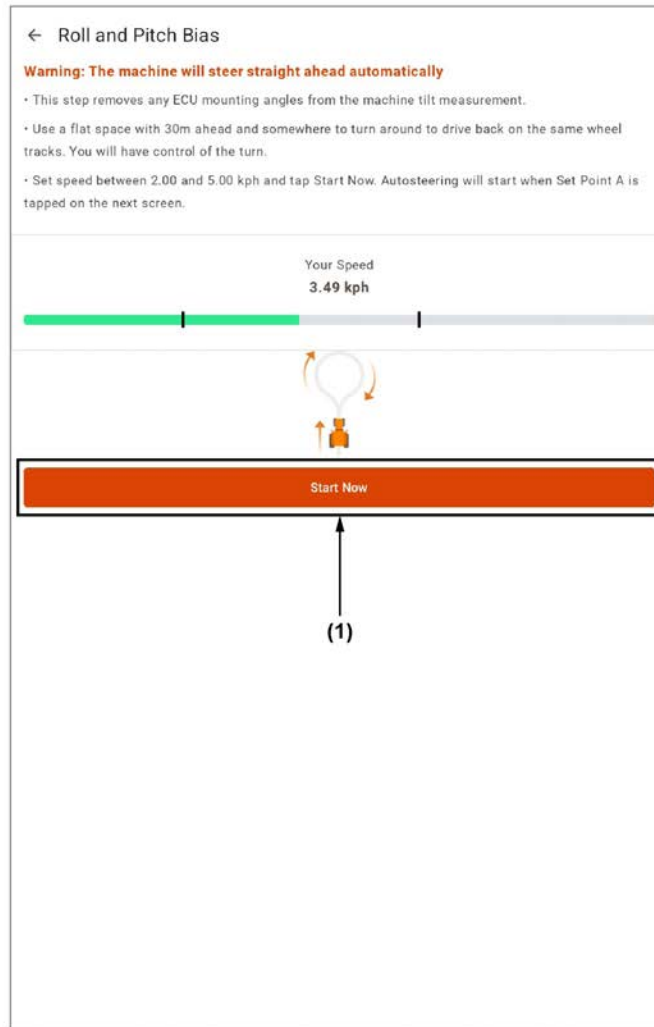 ← Roll and Pitch Bias
Warning: The machine will steer straight ahead automatically
• This step removes any ECU mounting angles from the machine tilt measurement.
• Use a flat space with 30m ahead and somewhere to turn around to drive back on the same wheel
tracks. You will have control of the turn.
• Set speed between 2.00 and 5.00 kph and tap Start Now. Autosteering will start when Set Point A is
tapped on the next screen.
Your Speed
3.49 kph
Start Now
(1)